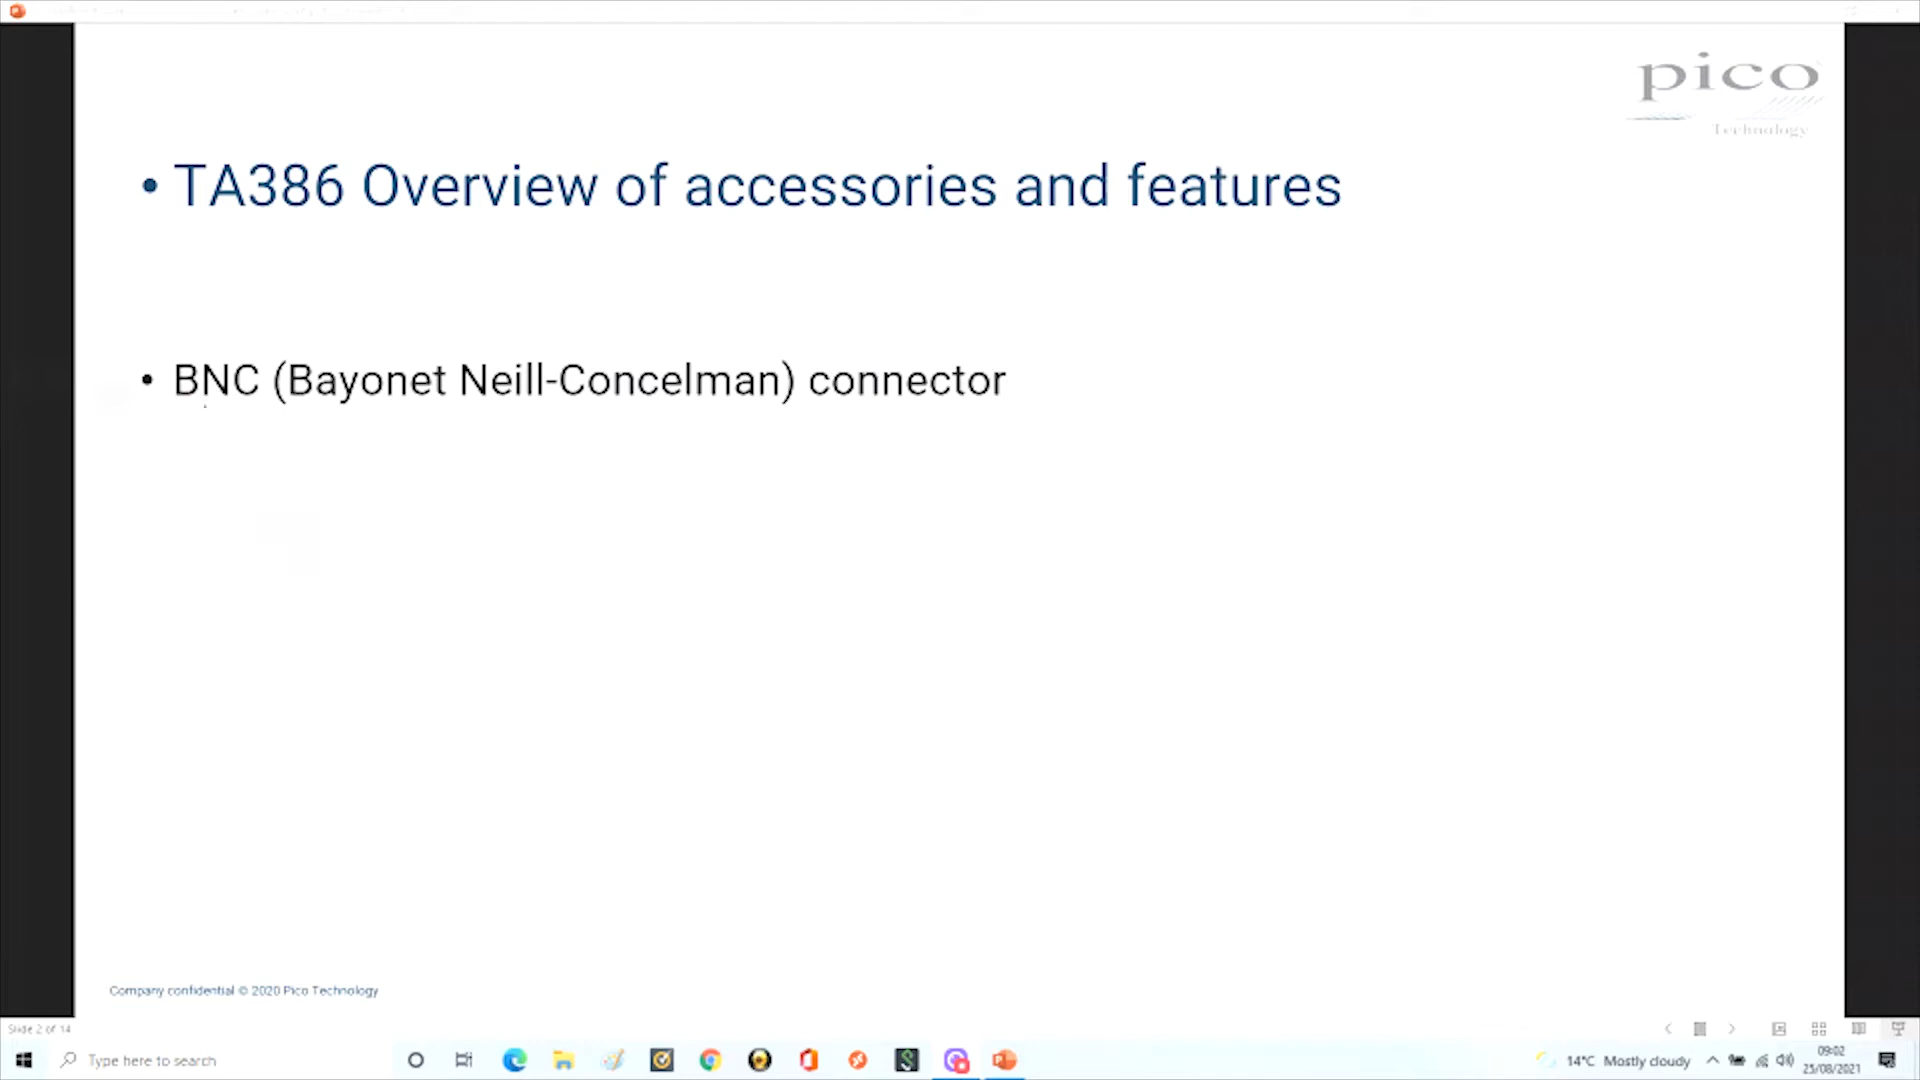 pico
Technology
• TA386 Overview of accessories and features
• BNC (Bayonet Neill-Concelman) connector
Company confidential © 2020 Pico Technology
Slide 2 of 14
Type here to search
14°C Mostly cloudy
09:02
25/08/2021